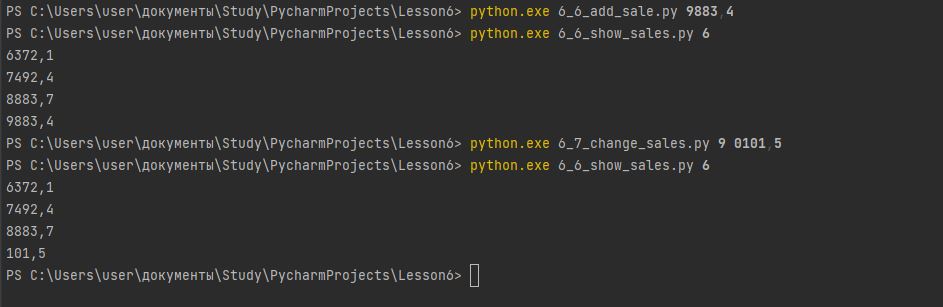 PS C:\Users\user\документы\Study\PycharmProjects\Lesson6> python.exe 6_6_add_sale.py 9883,4
PS C:\Users\user\документы\Study\PycharmProjects\Lesson6> python.exe 6_6_show_sales.py 6
6372,1
7492,4
8883,7
9883,4
PS C:\Users\user\документы\Study\PycharmProjects\Lesson6> python.exe 6_7_change_sales.py 9 0101,5
PS C:\Users\user\документы\Study\PycharmProjects\Lesson6> python.exe 6_6_show_sales.py 6
6372,1
7492,4
8883,7
101,5
PS C:\Users\user\документы\Study\PycharmProjects\Lesson6>